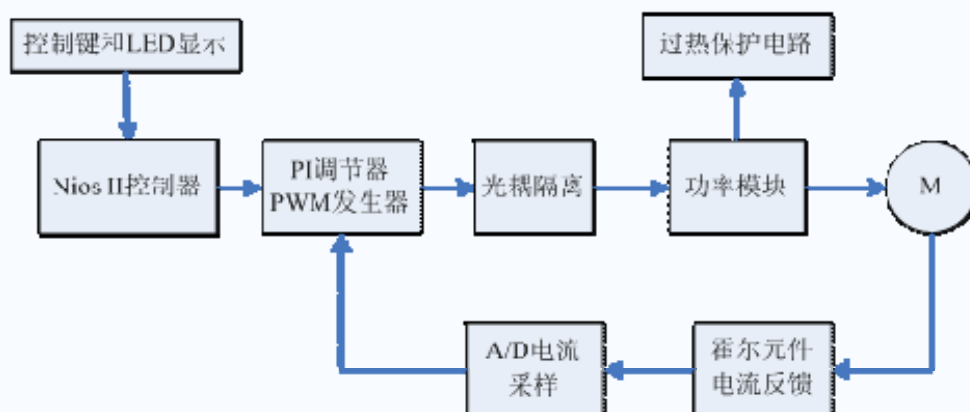 控制键和LED显示
过热保护电路
Nios II控制器
PI调节器
PWM发生器
光耦隔离
功率模块
M
A/D电流
采样
霍尔元件
电流反馈